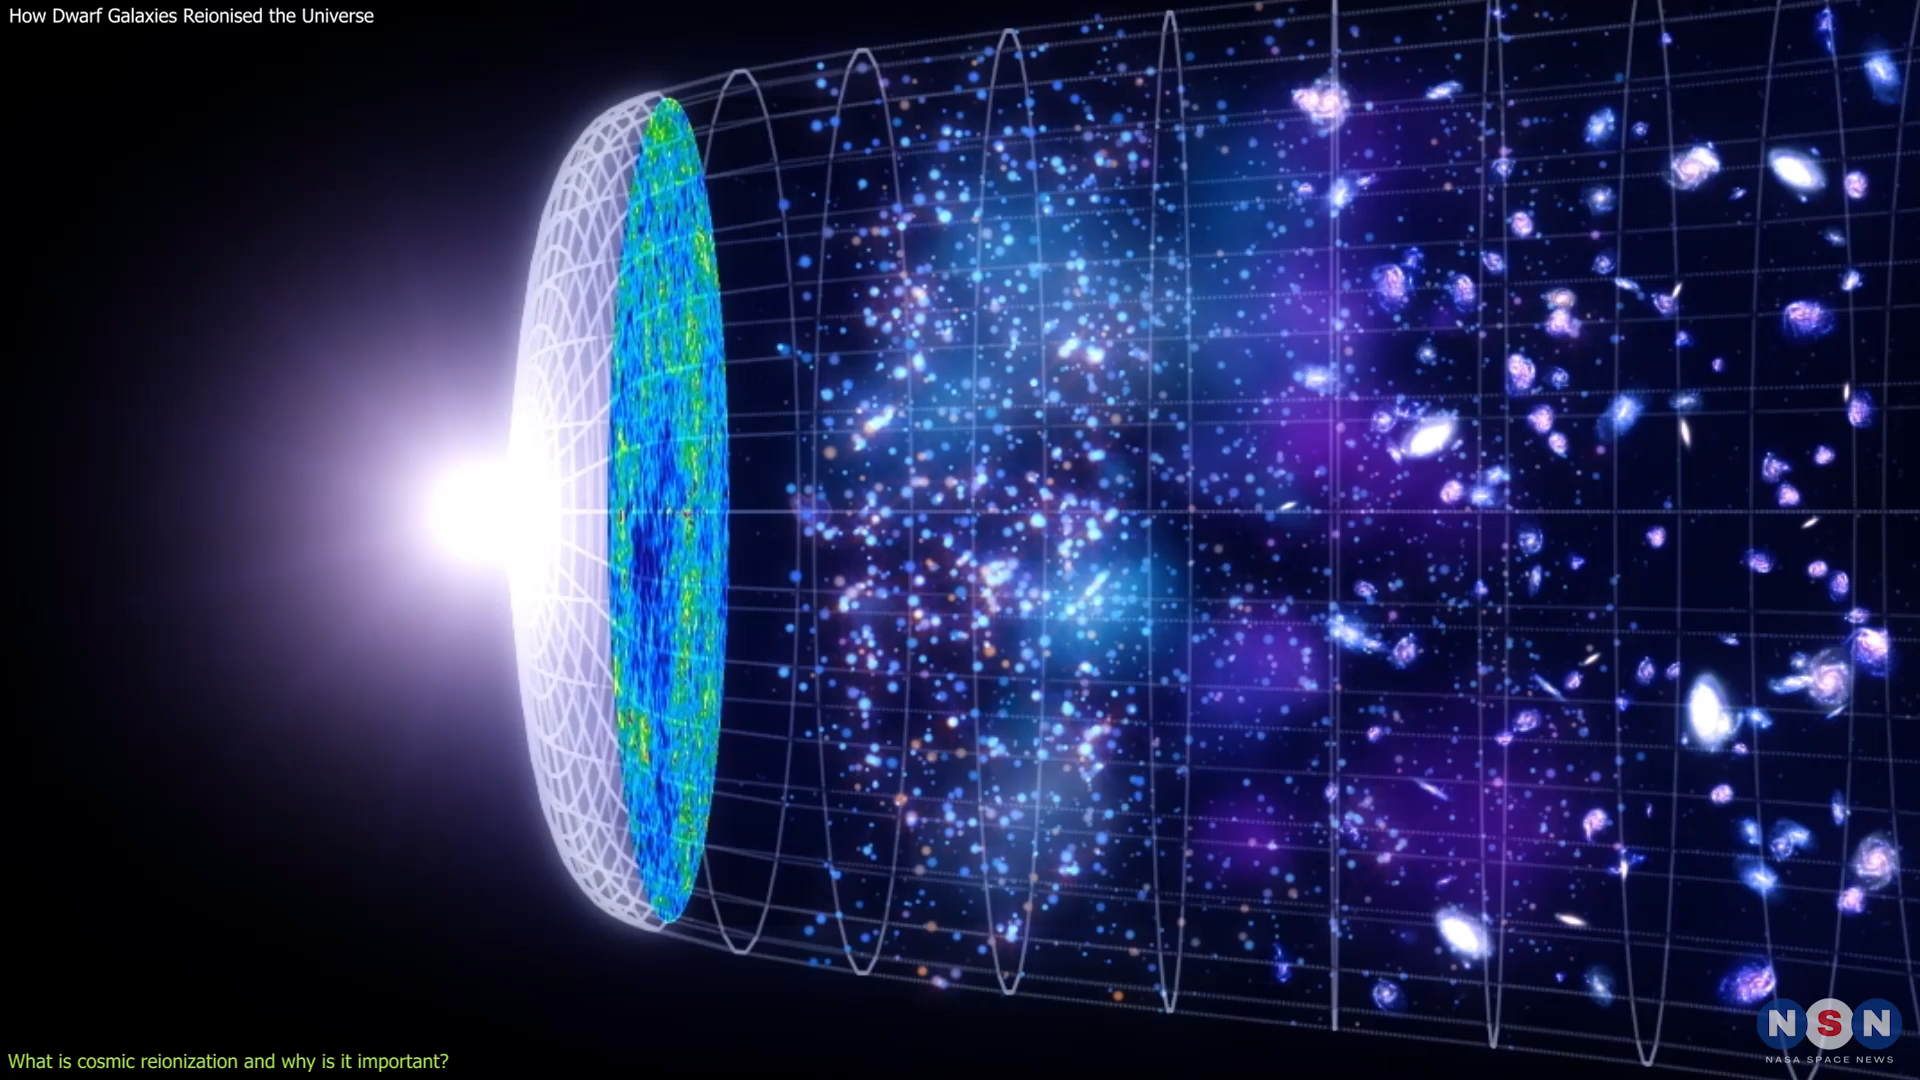 How Dwarf Galaxies Reionised the Universe
What is cosmic reionization and why is it important?
NSN
NASA SPACE NEWS